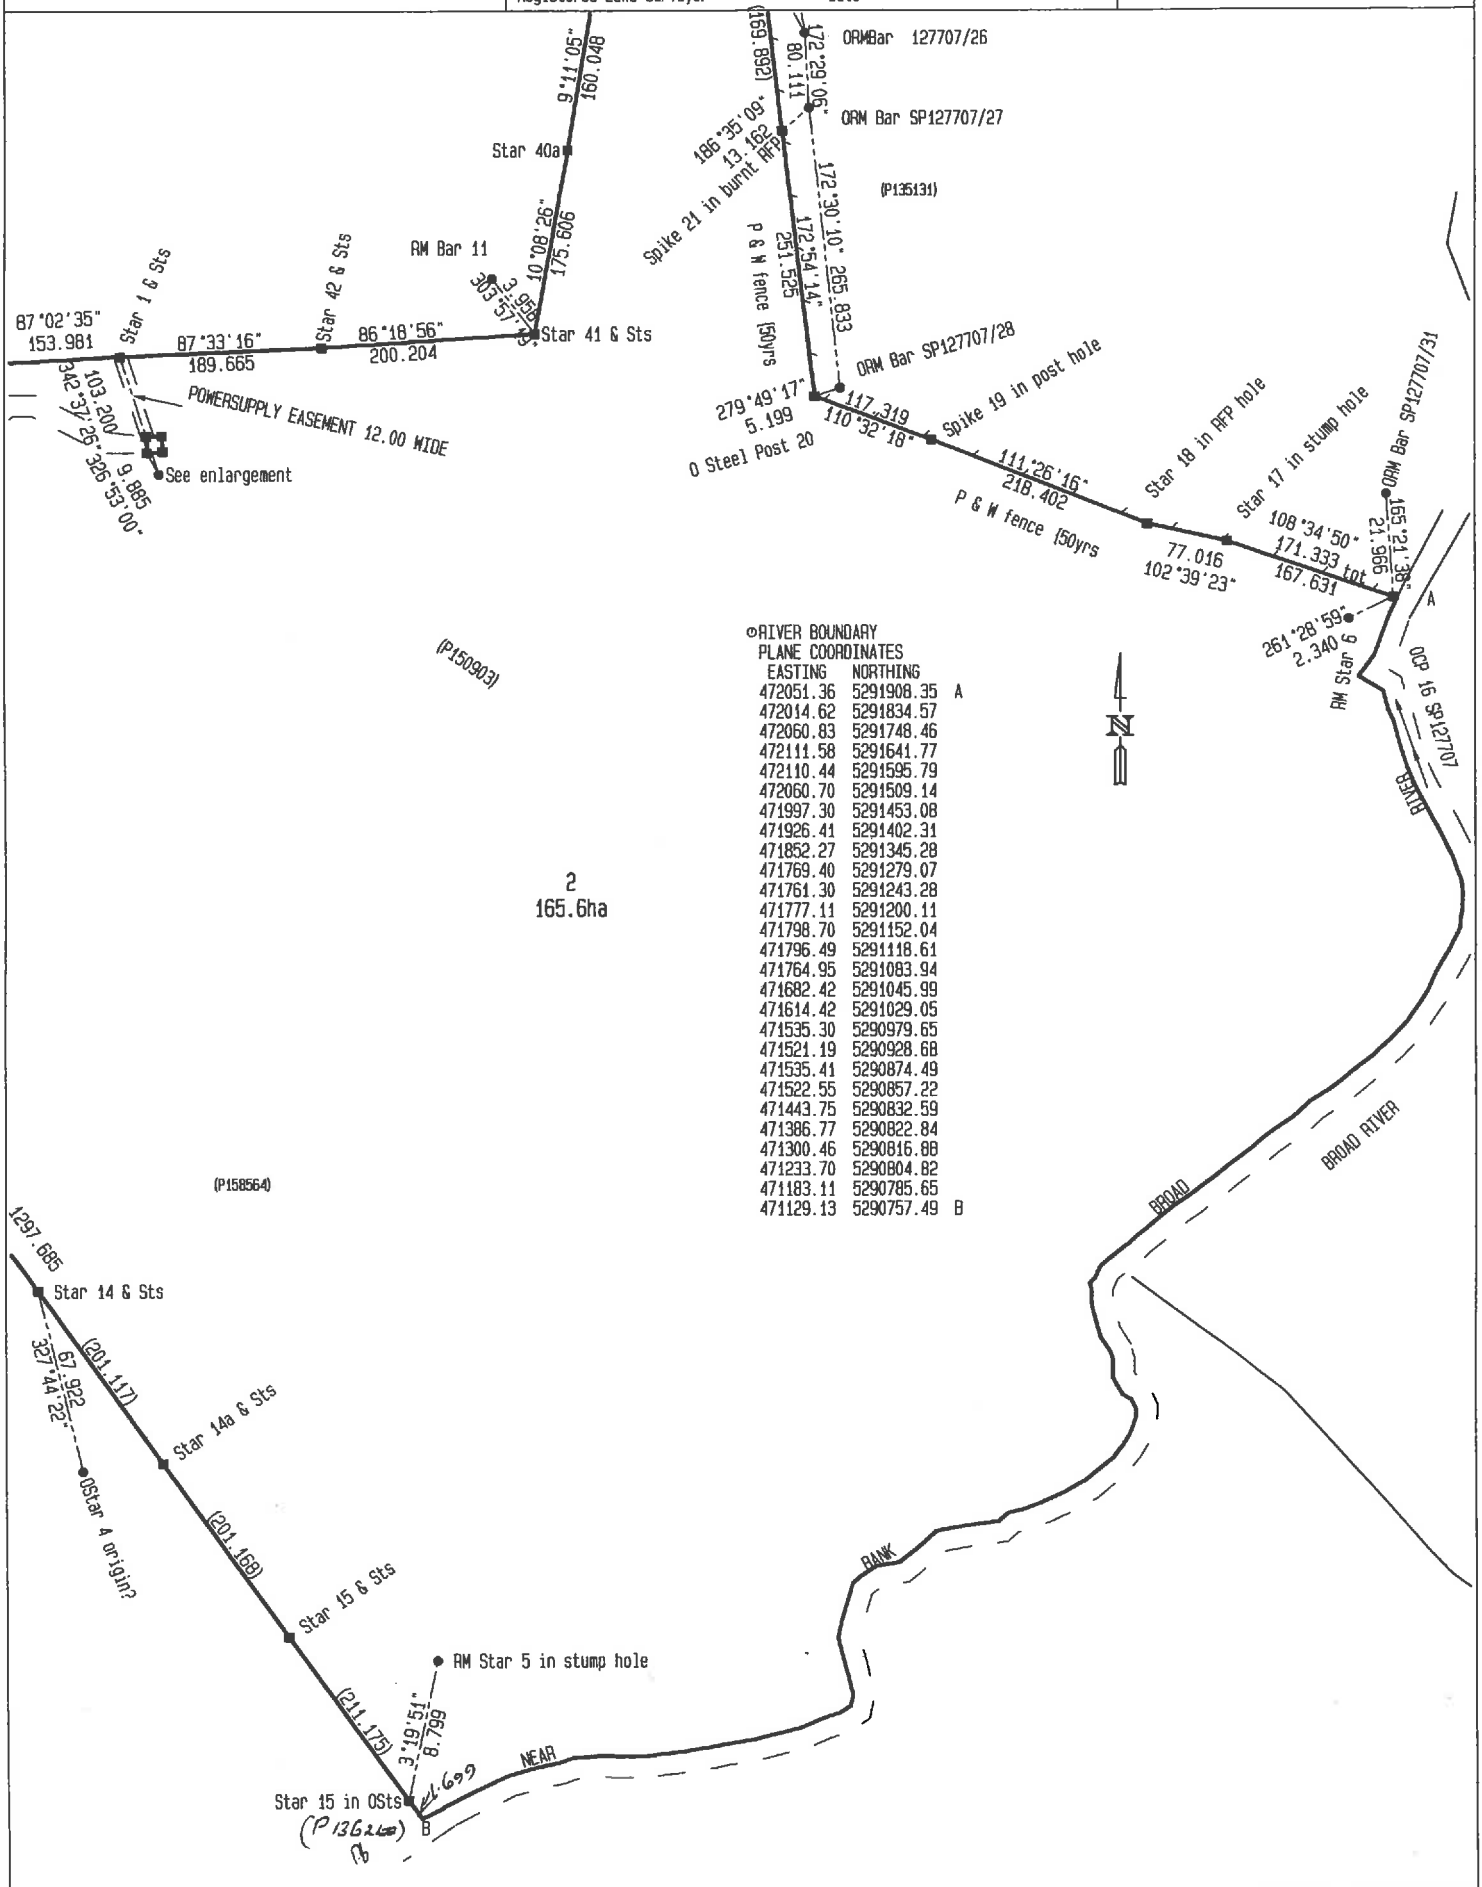 9°11'05"
160.048
(169.892)
80.111
172°29'06"
ORMBar 127707/26
ORM Bar SP127707/27
186°35'09"
13.162
Spike 21 in burnt RFP
(P135131)
Star 40a
10°08'26"
175.606
RM Bar 11
3.956
P & W fence |50yrs
251.525
172°54'14"
172°30'10" 265.833
Star 1 & Sts
Star 42 & Sts
87°02'35"
153.981
87°33'16"
189.665
86°18'56"
200.204
Star 41 & Sts
103.200
342°37'26"
POWERSUPPLY EASEMENT 12.00 WIDE
9.885
326°53'00"
See enlargement
ORM Bar SP127707/28
279°49'17"
5.199
O Steel Post 20
117.319
110°32'18"
Spike 19 in post hole
111°26'16"
218.402
P & W fence |50yrs
Star 18 in RFP hole
Star 17 in stump hole
77.016
102°39'23"
108°34'50"
171.333 tot
167.631
ORM Bar SP127707/31
165°21'38"
21.966
A
261°28'59"
2.340
RM Star 6
OCP 16 SP127707
RIVER
(P150903)
RIVER BOUNDARY
PLANE COORDINATES
EASTING NORTHING
472051.36 5291908.35 A
472014.62 5291834.57
472060.83 5291748.46
472111.58 5291641.77
472110.44 5291595.79
472060.70 5291509.14
471997.30 5291453.08
471926.41 5291402.31
471852.27 5291345.28
471769.40 5291279.07
471761.30 5291243.28
471777.11 5291200.11
471798.70 5291152.04
471796.49 5291118.61
471764.95 5291083.94
471682.42 5291045.99
471614.42 5291029.05
471535.30 5290979.65
471521.19 5290928.68
471535.41 5290874.49
471522.55 5290857.22
471443.75 5290832.59
471386.77 5290822.84
471300.46 5290816.88
471233.70 5290804.82
471183.11 5290785.65
471129.13 5290757.49 B
N
2
165.6ha
BROAD RIVER
BROAD
(P158564)
1297.685
Star 14 & Sts
67.922
327°44'22"
(201.117)
Star 14a & Sts
OStar 4 origin?
(201.168)
Star 15 & Sts
BANK
RM Star 5 in stump hole
(211.175)
3°19'51"
8.799
NEAR
1.699
Star 15 in OSts
B